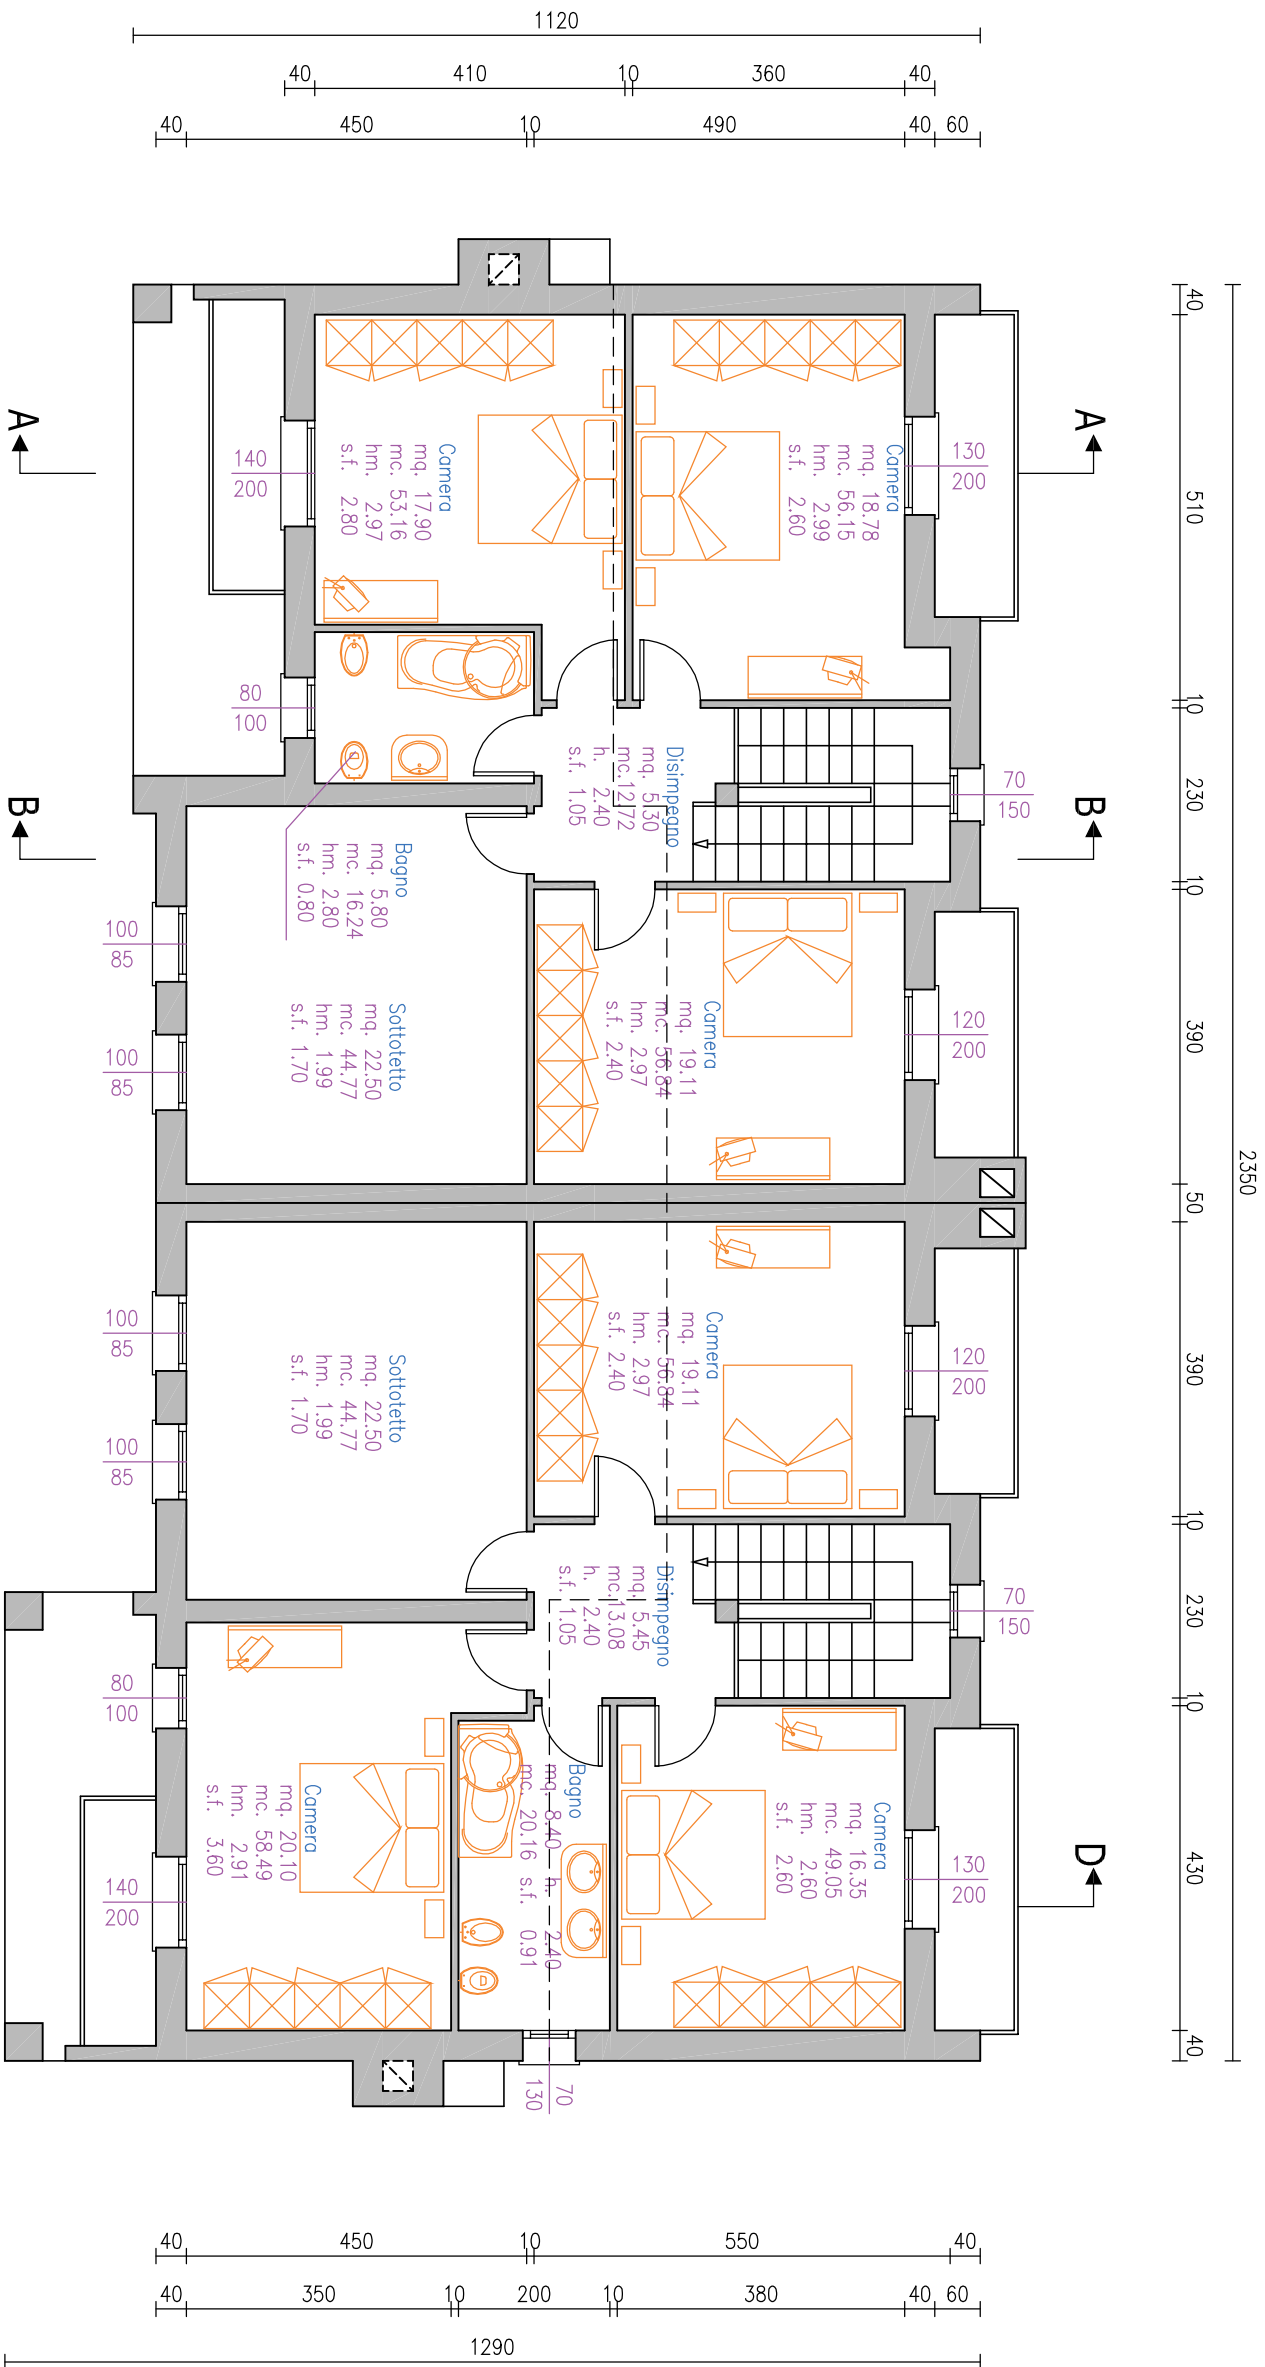 1120
40
410
10
360
40
40
450
10
490
40
60
A
A
B
B
D
40
510
10
230
10
390
50
390
10
230
10
430
40
2350
Camera
mq. 17.90
mc. 53.16
hm. 2.97
s.f. 2.80
Camera
mq. 18.78
mc. 56.15
hm. 2.99
s.f. 2.60
130
200
140
200
80
100
70
150
Disimpegno
mq. 5.30
mc. 12.72
h. 2.40
s.f. 1.05
Bagno
mq. 5.80
mc. 16.24
hm. 2.80
s.f. 0.80
100
85
Sottotetto
mq. 22.50
mc. 44.77
hm. 1.99
s.f. 1.70
100
85
Camera
mq. 19.11
mc. 56.84
hm. 2.97
s.f. 2.40
120
200
Camera
mq. 19.11
mc. 56.84
hm. 2.97
s.f. 2.40
120
200
100
85
Sottotetto
mq. 22.50
mc. 44.77
hm. 1.99
s.f. 1.70
100
85
Disimpegno
mq. 5.45
mc. 13.08
h. 2.40
s.f. 1.05
70
150
80
100
Camera
mq. 20.10
mc. 58.49
hm. 2.91
s.f. 3.60
140
200
Bagno
mq. 8.40 h. 2.40
mc. 20.16 s.f. 0.91
Camera
mq. 16.35
mc. 49.05
hm. 2.60
s.f. 2.60
130
200
70
130
40
450
10
550
40
40
350
10
200
10
380
40
60
1290